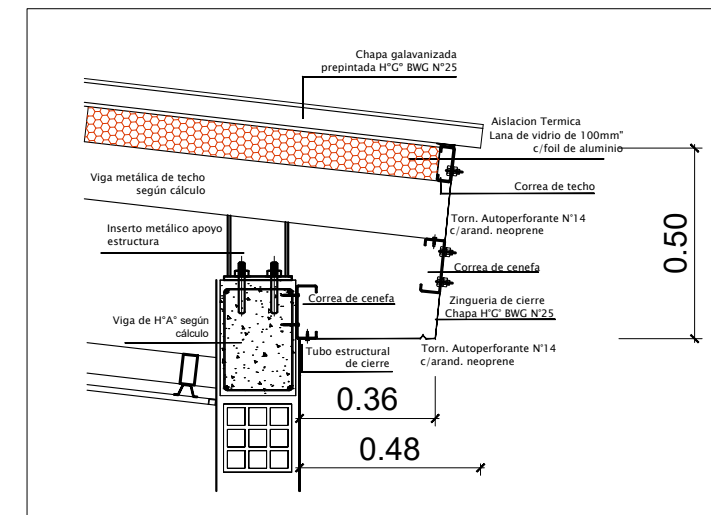 Chapa galvanizada
prepintada H°G° BWG N°25
Aislacion Termica
Lana de vidrio de 100mm"
c/foil de aluminio
Viga metálica de techo
según cálculo
Correa de techo
Inserto metálico apoyo
estructura
Torn. Autoperforante N°14
c/arand. neoprene
Correa de cenefa
Correa de cenefa
Zingueria de cierre
Chapa H°G° BWG N°25
Viga de H°A° según
cálculo
Tubo estructural
de cierre
Torn. Autoperforante N°14
c/arand. neoprene
0.50
0.36
0.48